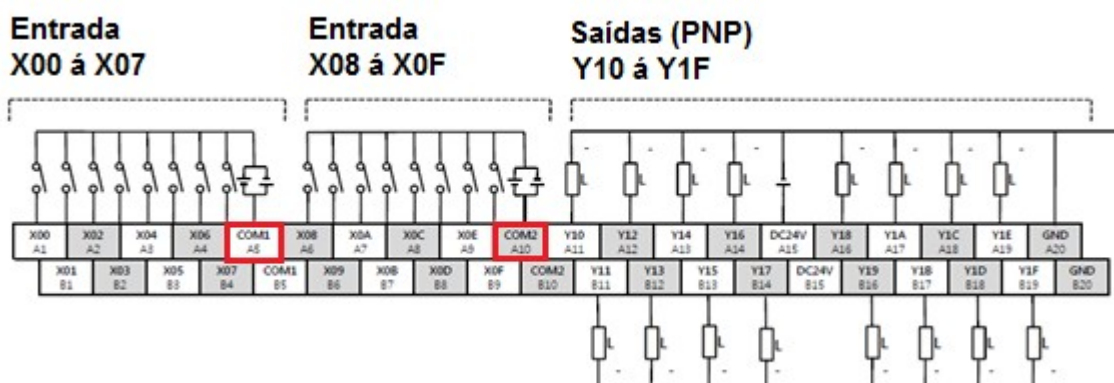 Entrada
X00 á X07
Entrada
X08 á X0F
Saídas (PNP)
Y10 á Y1F
L L L L L L L L
X00 X02 X04 X06 COM1 X08 X0A X0C X0E COM2 Y10 Y12 Y14 Y16 DC24V Y18 Y1A Y1C Y1E GND
A1 A2 A3 A4 A5 A6 A7 A8 A9 A10 A11 A12 A13 A14 A15 A16 A17 A18 A19 A20
X01 X03 X05 X07 COM1 X09 X0B X0D X0F COM2 Y11 Y13 Y15 Y17 DC24V Y19 Y1B Y1D Y1F GND
B1 B2 B3 B4 B5 B6 B7 B8 B9 B10 B11 B12 B13 B14 B15 B16 B17 B18 B19 B20
L L L L L L L L